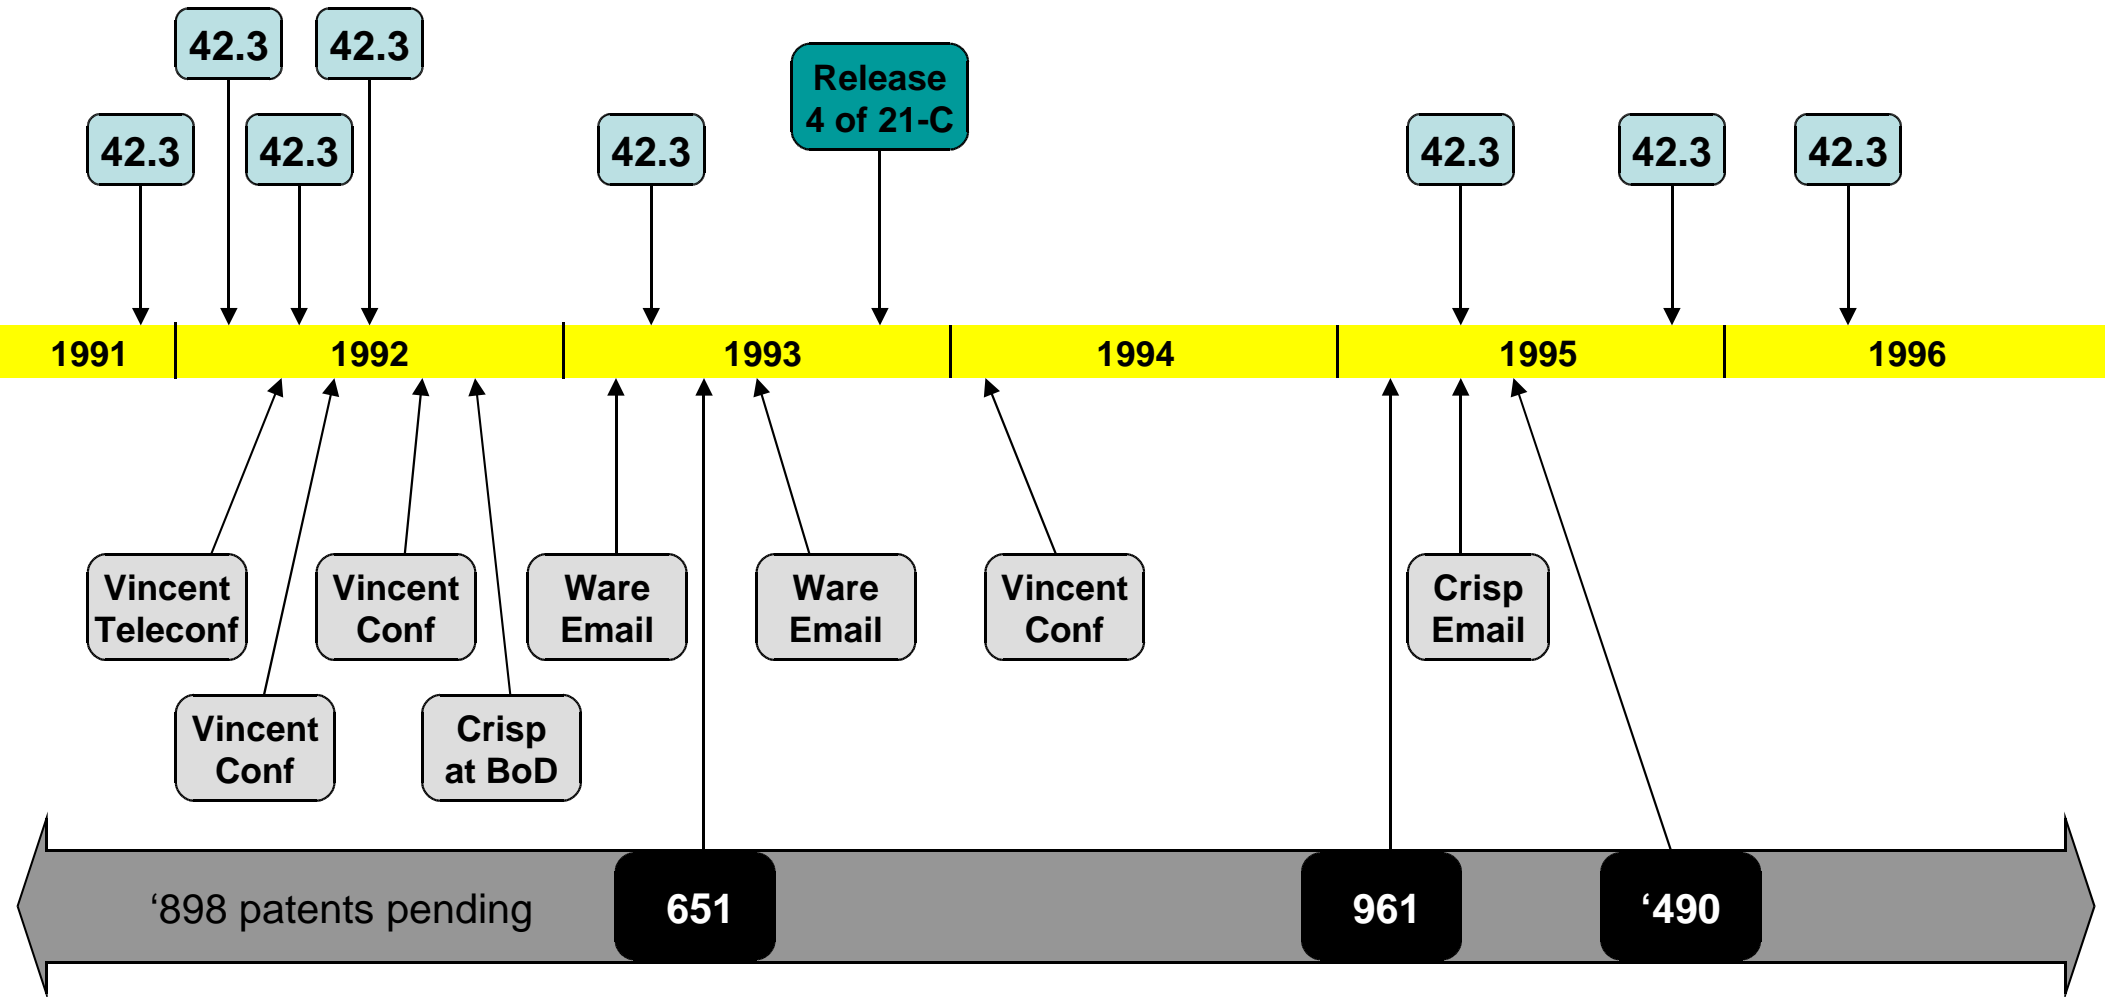 42.3
42.3
Release
4 of 21-C
42.3
42.3
42.3
42.3
42.3
42.3
1991
1992
1993
1994
1995
1996
Vincent
Teleconf
Vincent
Conf
Ware
Email
Ware
Email
Vincent
Conf
Crisp
Email
Vincent
Conf
Crisp
at BoD
‘898 patents pending
651
961
‘490